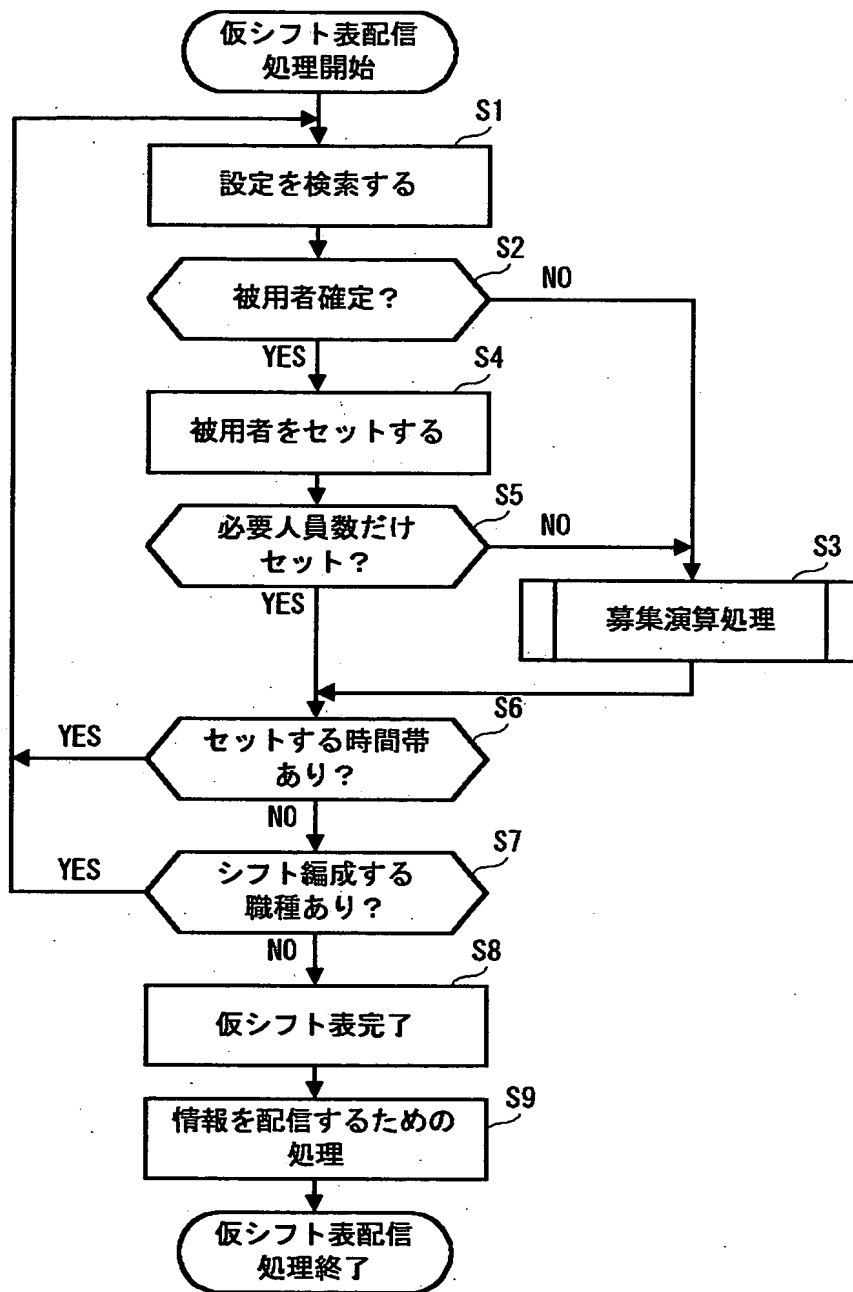 仮シフト表配信
処理開始
S1
設定を検索する
S2
被用者確定?
NO
YES
S4
被用者をセットする
S5
必要人員数だけ
セット?
NO
YES
S3
募集演算処理
S6
セットする時間帯
あり?
YES
NO
S7
シフト編成する
職種あり?
YES
NO
S8
仮シフト表完了
S9
情報を配信するための
処理
仮シフト表配信
処理終了